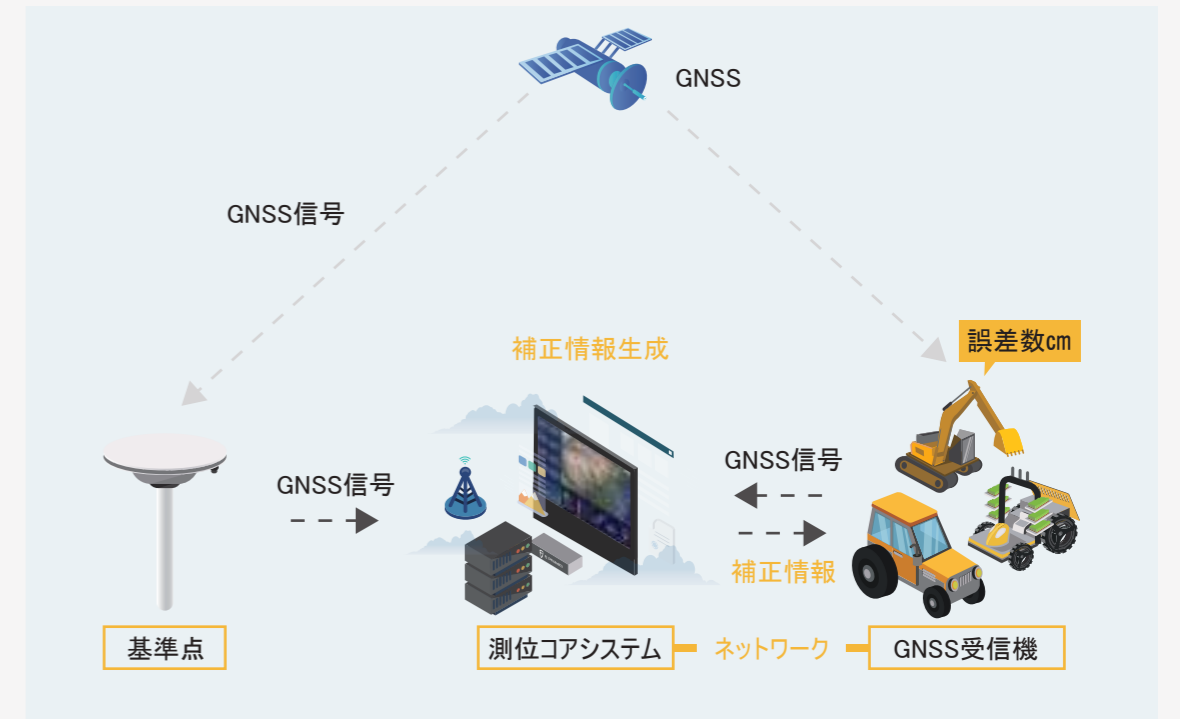 GNSS
GNSS信号
誤差数㎝
補正情報生成
GNSS信号
GNSS信号
補正情報
基準点
測位コアシステム
ネットワーク
GNSS受信機